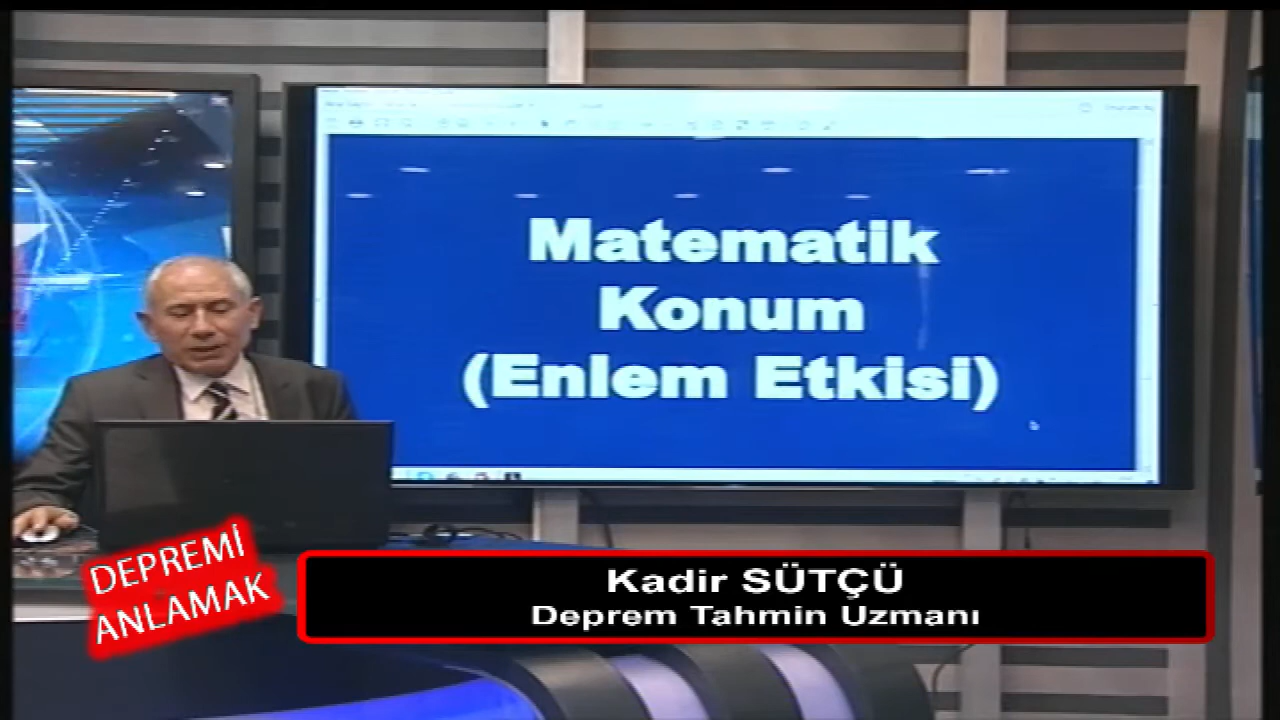 Matematik
Konum
(Enlem Etkisi)
DEPREMİ
ANLAMAK
Kadir SÜTÇÜ
Deprem Tahmin Uzmanı